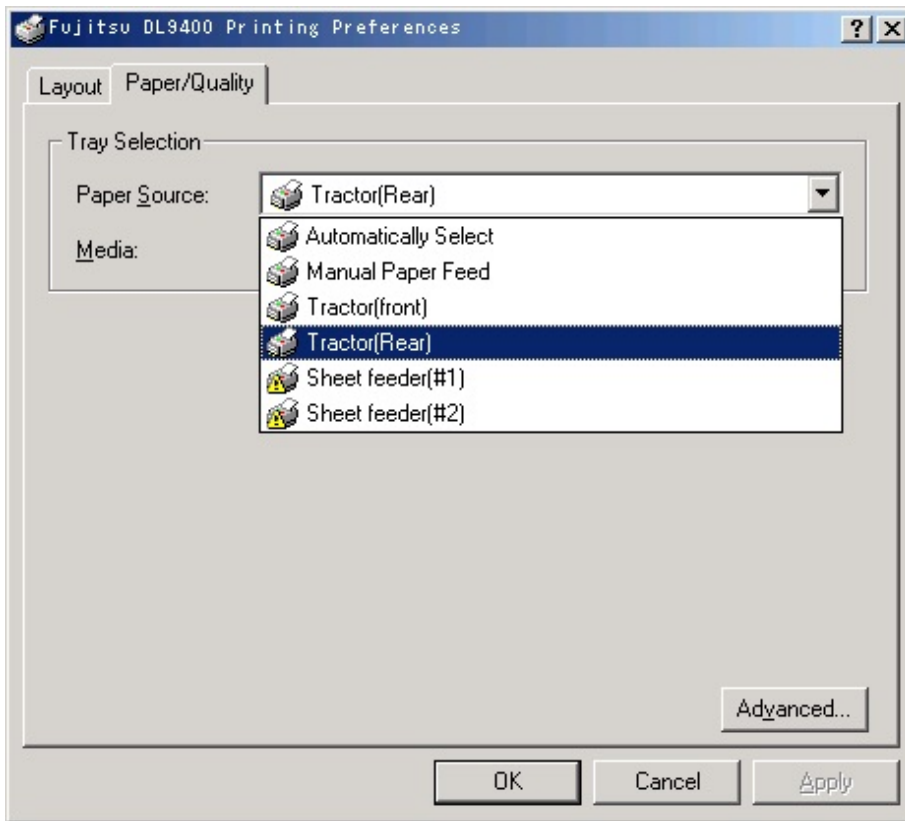 Fujitsu DL9400 Printing Preferences
Layout Paper/Quality
Tray Selection
Paper Source: Tractor(Rear)
Media:
Automatically Select
Manual Paper Feed
Tractor(front)
Tractor(Rear)
Sheet feeder(#1)
Sheet feeder(#2)
Advanced...
OK Cancel Apply